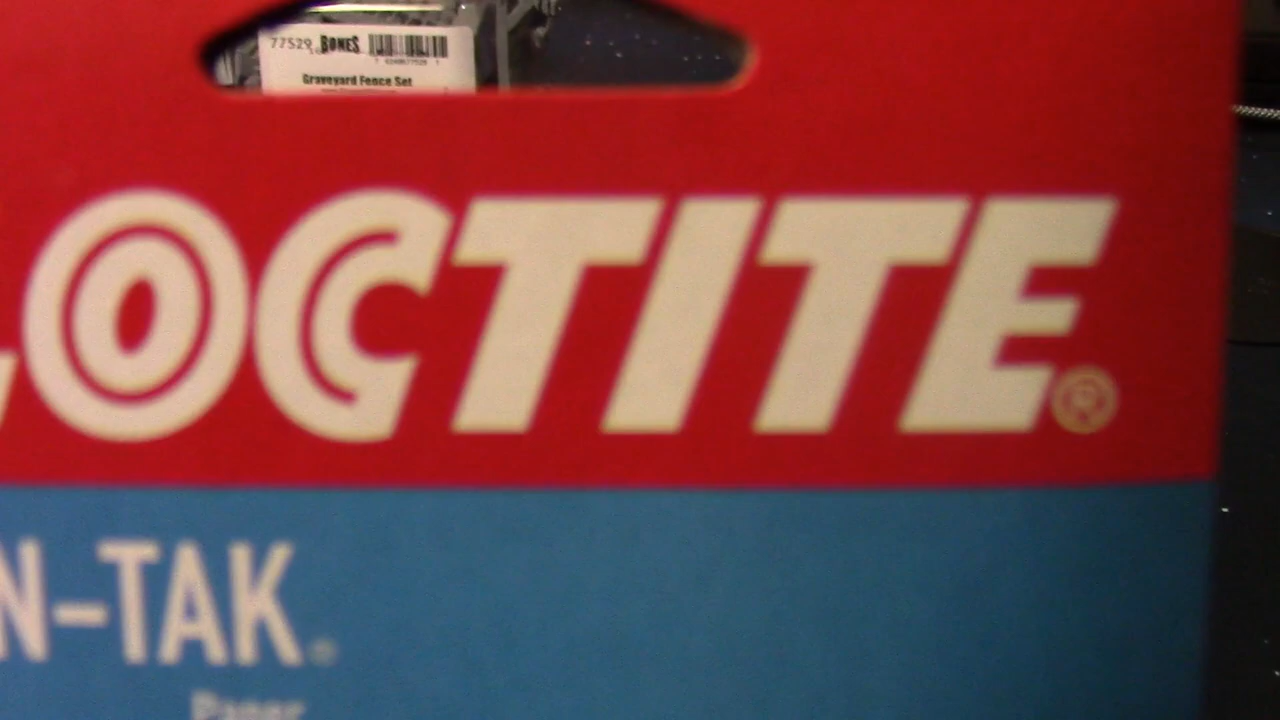 77529 BONES
Graveyard Fence Set
LOCTITE®
N-TAK®
Paper